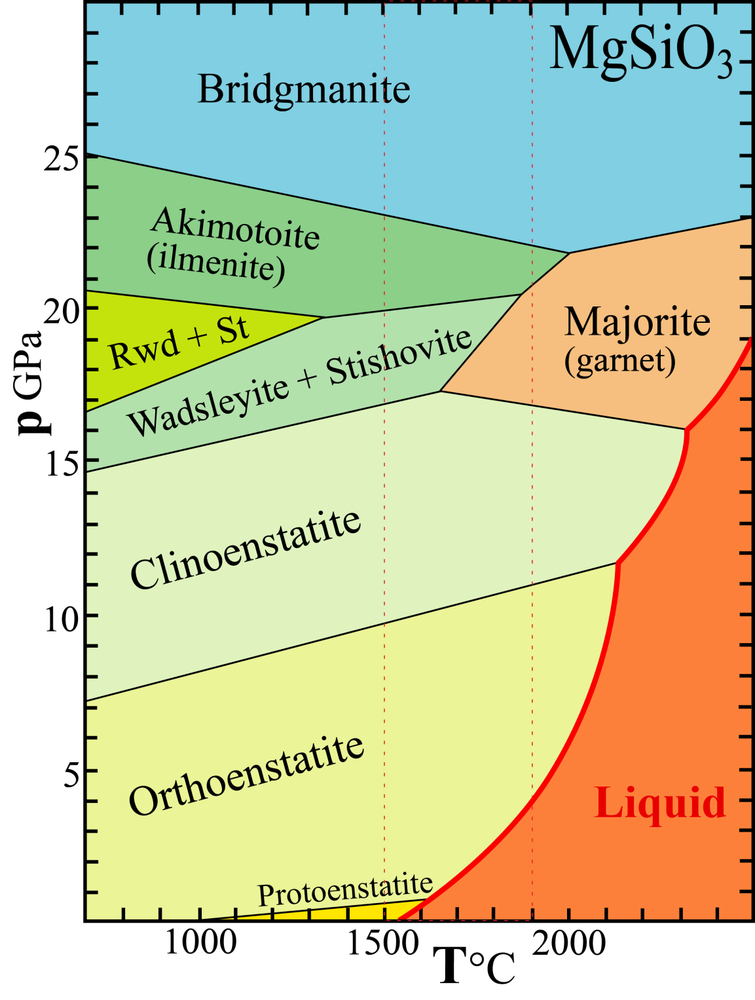 MgSiO3
Bridgmanite
25
Akimotoite
(ilmenite)
20
Rwd + St
Majorite
(garnet)
Wadsleyite + Stishovite
p GPa
15
Clinoenstatite
10
Orthoenstatite
5
Liquid
Protoenstatite
1000
1500
2000
T°C